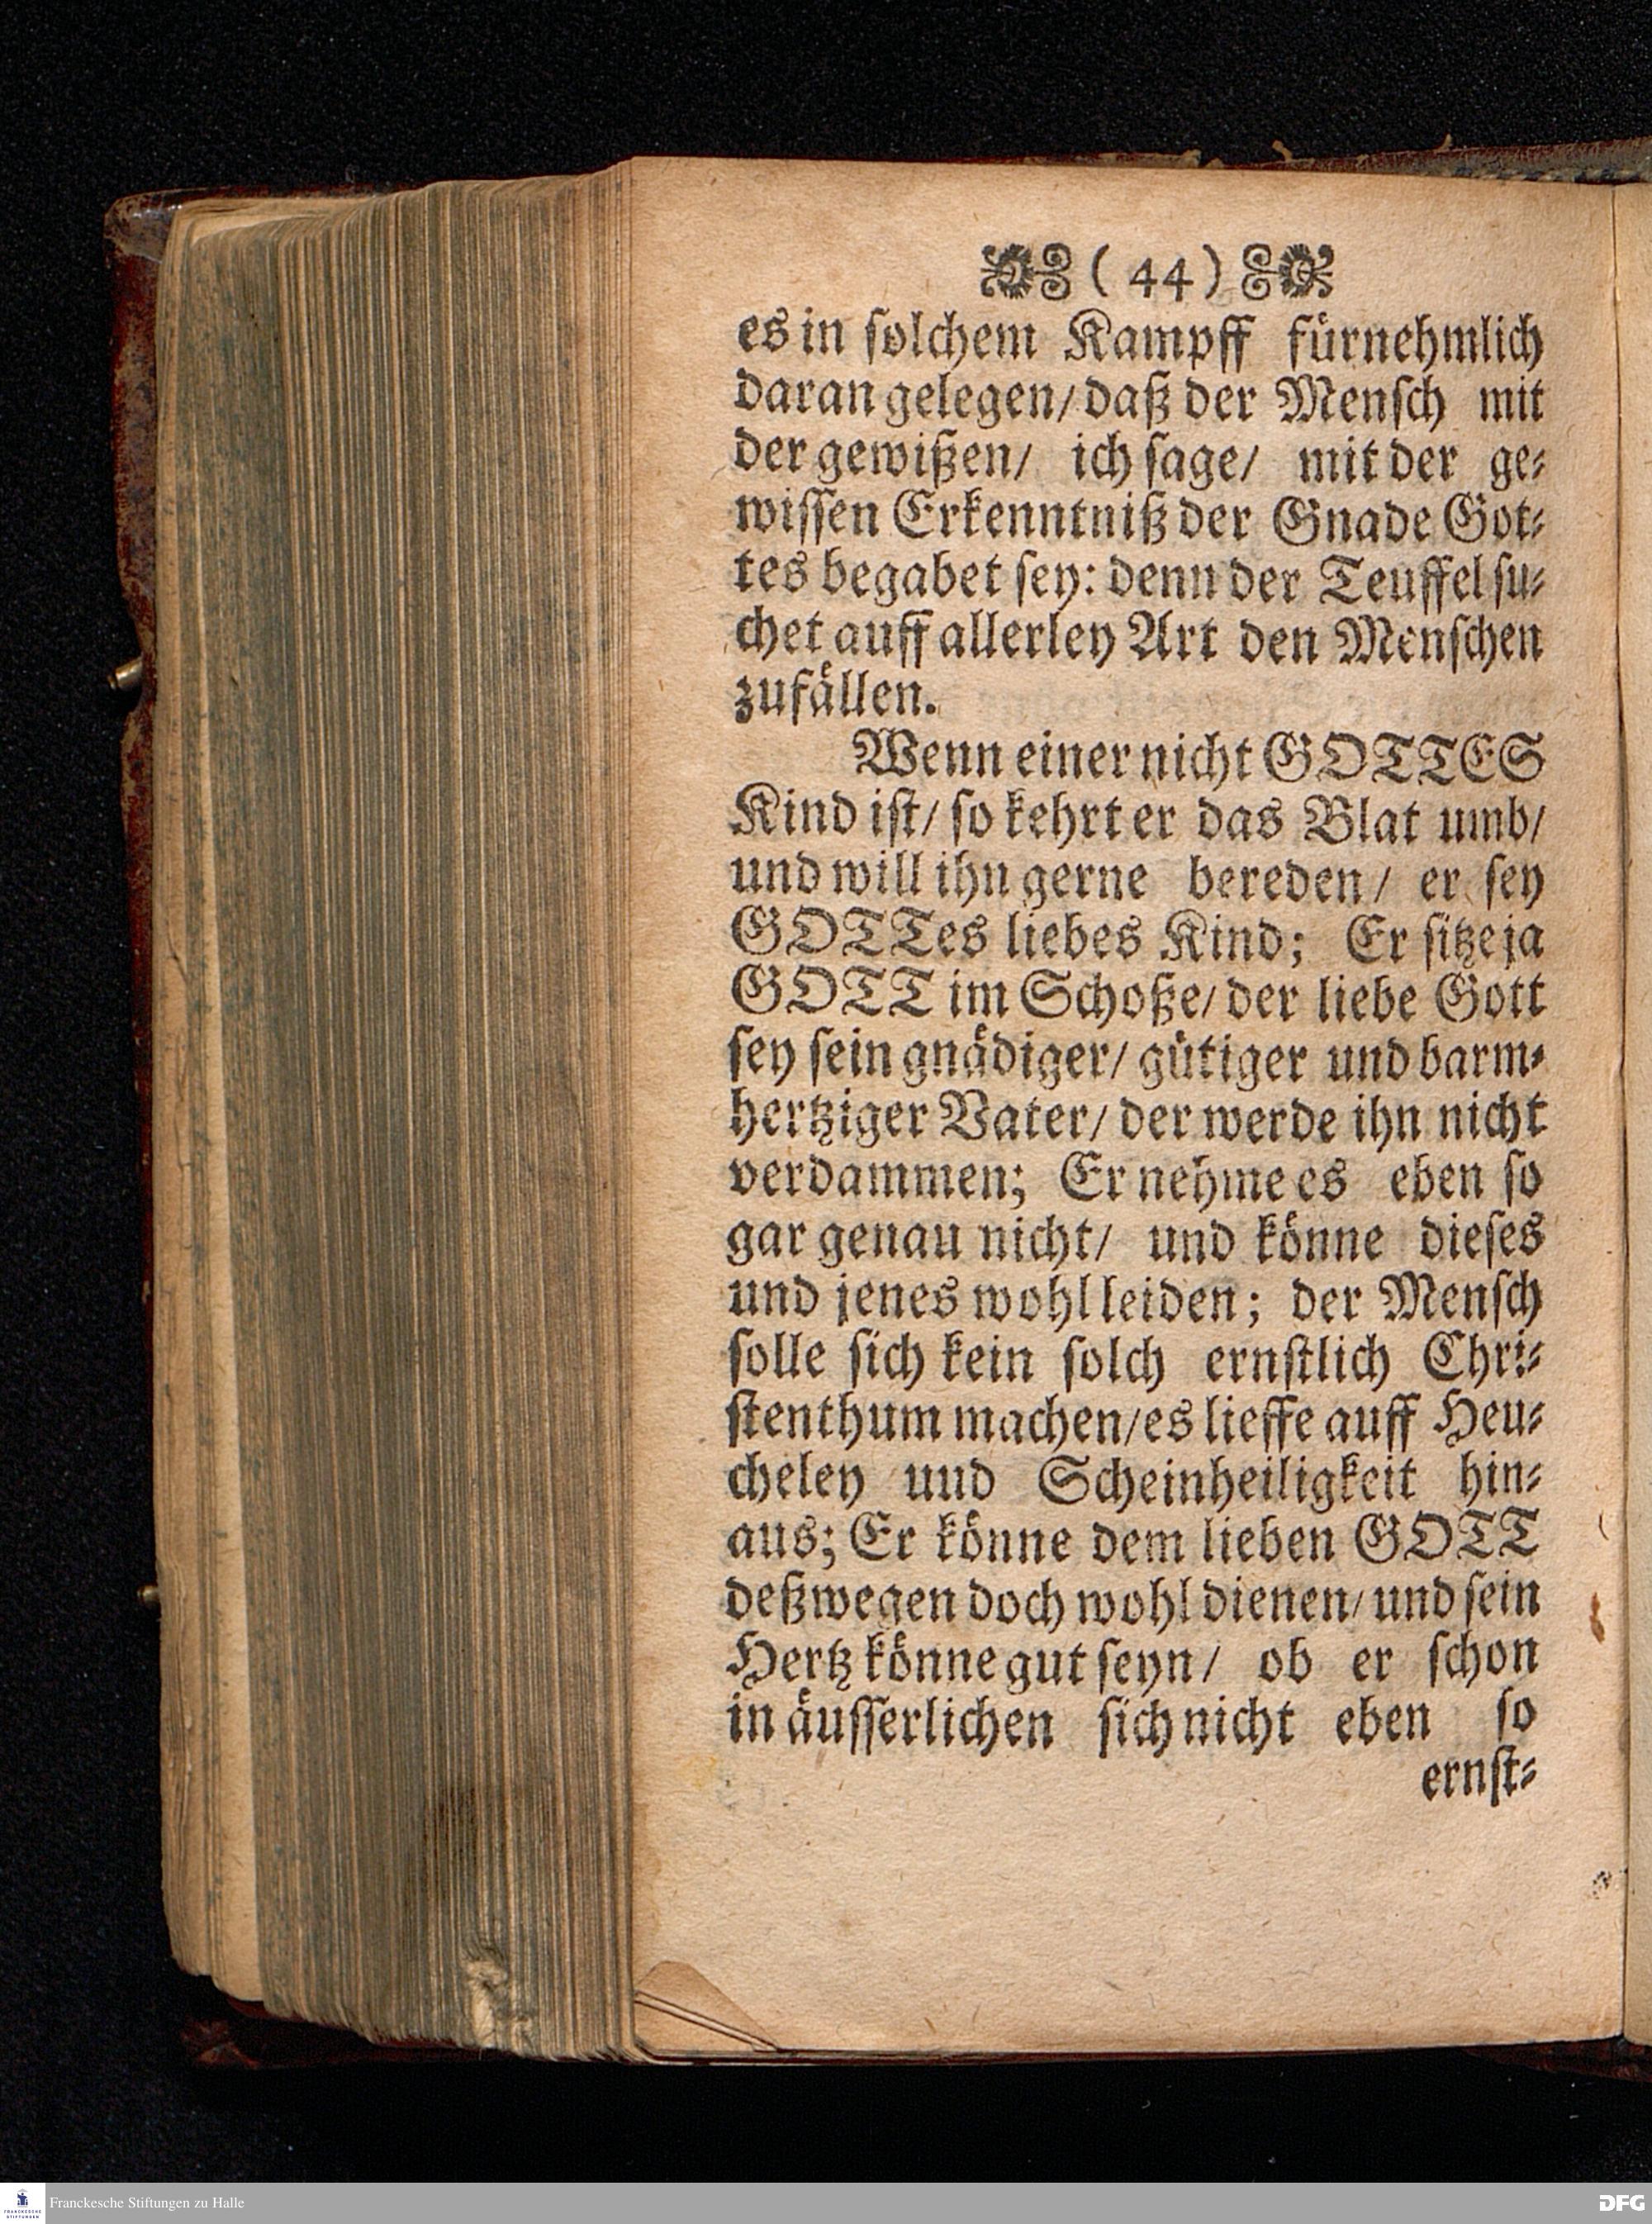 ( 44 )
es in ſolchem Kampff fürnehmlich
daran gelegen/ daß der Menſch mit
der gewißen/ ich ſage/ mit der ge⸗
wiſſen Erkenntniß der Gnade Got⸗
tes begabet ſey: denn der Teuffel ſu⸗
chet auff allerley Art den Menſchen
zufällen.
Wenn einer nicht GOTTES
Kind iſt/ ſo kehrt er das Blat umb/
und will ihn gerne bereden/ er ſey
GOTTes liebes Kind; Er ſitze ja
GOTT im Schoße/ der liebe Gott
ſey ſein gnädiger/ gütiger und barm⸗
hertziger Vater/ der werde ihn nicht
verdammen; Er nehme es eben ſo
gar genau nicht/ und könne dieſes
und jenes wohl leiden; der Menſch
ſolle ſich kein ſolch ernſtlich Chri⸗
ſtenthum machen/ es lieffe auff Heu⸗
cheley uud Scheinheiligkeit hin⸗
aus; Er könne dem lieben GOTT
deßwegen doch wohl dienen/ und ſein
Hertz könne gut ſeyn/ ob er ſchon
in äuſſerlichen ſich nicht eben ſo
ernſt⸗
FRANCKESCHE
STIFTUNGEN
Franckesche Stiftungen zu Halle
DFG